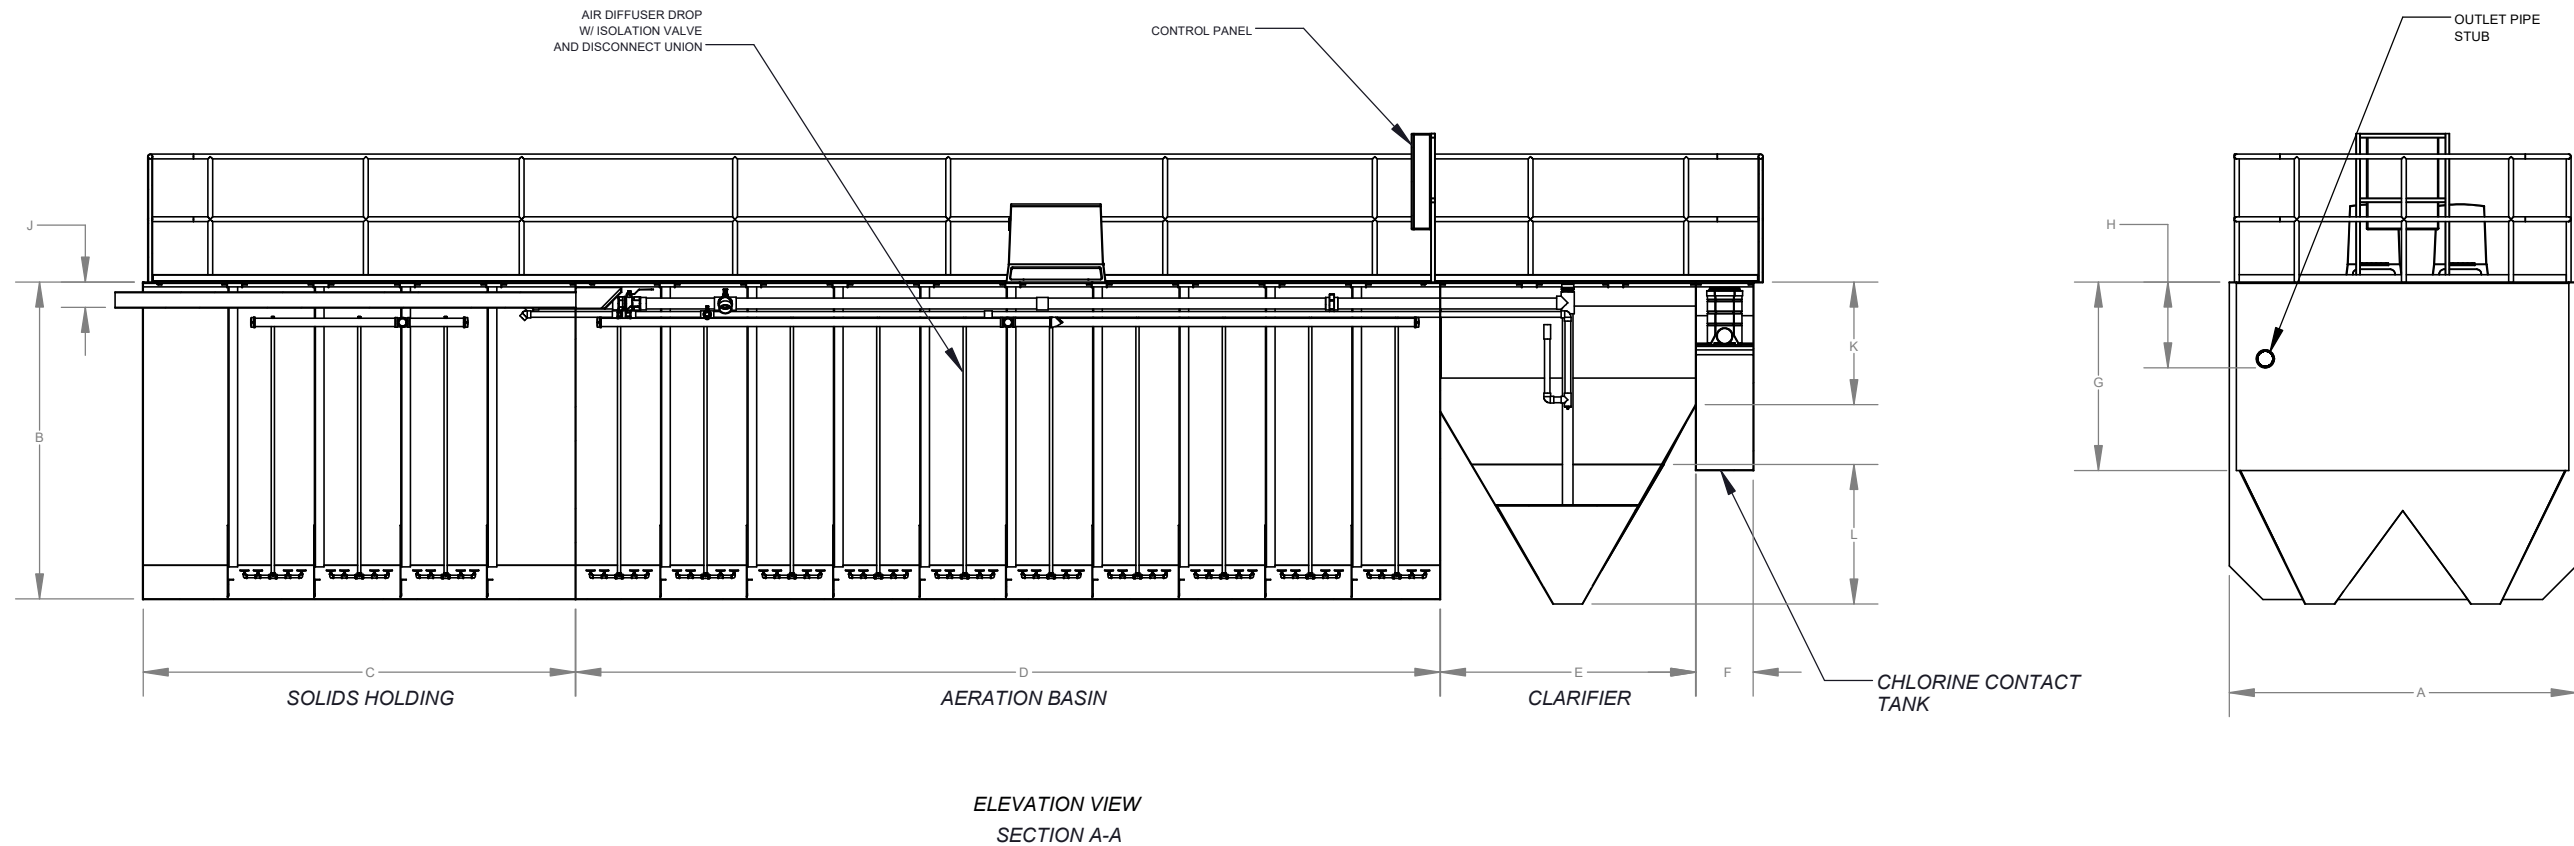 AIR DIFFUSER DROP
W/ ISOLATION VALVE
AND DISCONNECT UNION
CONTROL PANEL
OUTLET PIPE
STUB
J
H
K
G
B
L
C
D
E
F
A
SOLIDS HOLDING
AERATION BASIN
CLARIFIER
CHLORINE CONTACT
TANK
ELEVATION VIEW
SECTION A-A